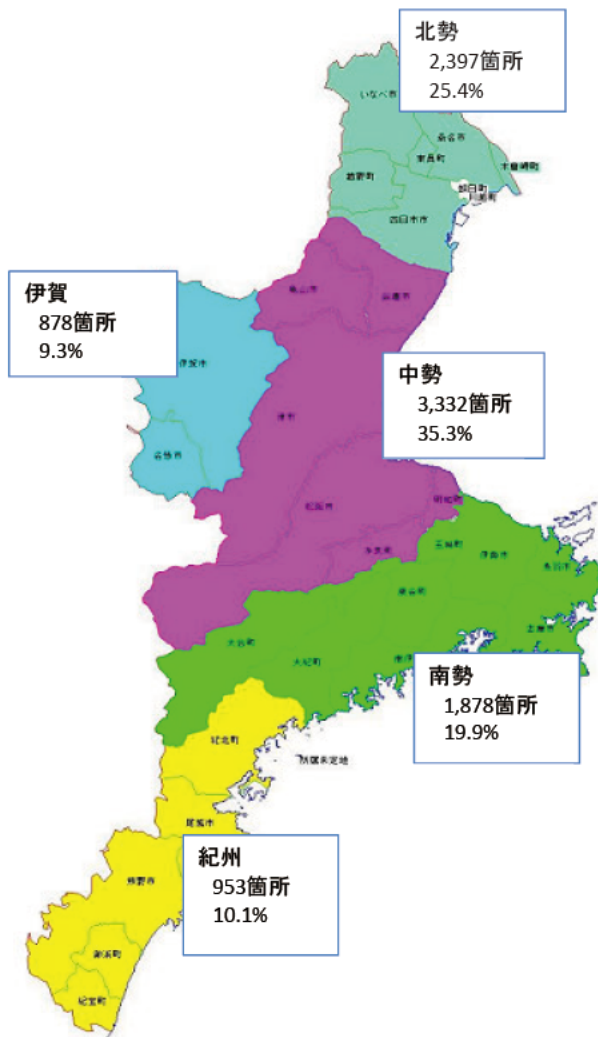 北勢
2,397箇所
25.4%
いなべ市
桑名市
東員町
木曽岬町
菰野町
朝日町
川越町
四日市市
伊賀
878箇所
9.3%
亀山市
鈴鹿市
伊賀市
中勢
3,332箇所
35.3%
津市
名張市
松阪市
明和町
多気町
玉城町
伊勢市
鳥羽市
度会町
志摩市
大台町
大紀町
南伊
南勢
1,878箇所
19.9%
紀北町
所属未定地
尾鷲市
紀州
953箇所
10.1%
熊野市
御浜町
紀宝町